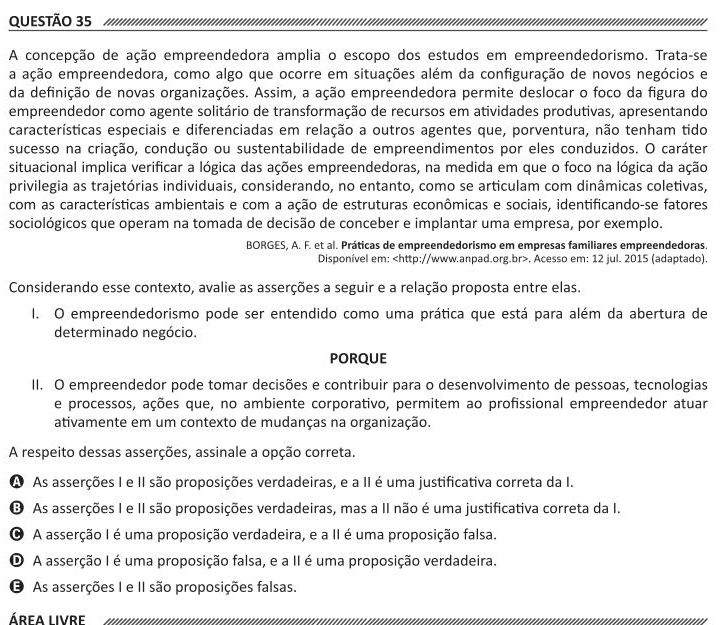 QUESTÃO 35
A concepção de ação empreendedora amplia o escopo dos estudos em empreendedorismo. Trata-se
a ação empreendedora, como algo que ocorre em situações além da configuração de novos negócios e
da definição de novas organizações. Assim, a ação empreendedora permite deslocar o foco da figura do
empreendedor como agente solitário de transformação de recursos em atividades produtivas, apresentando
características especiais e diferenciadas em relação a outros agentes que, porventura, não tenham tido
sucesso na criação, condução ou sustentabilidade de empreendimentos por eles conduzidos. O caráter
situacional implica verificar a lógica das ações empreendedoras, na medida em que o foco na lógica da ação
privilegia as trajetórias individuais, considerando, no entanto, como se articulam com dinâmicas coletivas,
com as características ambientais e com a ação de estruturas econômicas e sociais, identificando-se fatores
sociológicos que operam na tomada de decisão de conceber e implantar uma empresa, por exemplo.
BORGES, A. F. et al. Práticas de empreendedorismo em empresas familiares empreendedoras.
Disponível em: <http://www.anpad.org.br>. Acesso em: 12 jul. 2015 (adaptado).
Considerando esse contexto, avalie as asserções a seguir e a relação proposta entre elas.
I. O empreendedorismo pode ser entendido como uma prática que está para além da abertura de
determinado negócio.
PORQUE
II. O empreendedor pode tomar decisões e contribuir para o desenvolvimento de pessoas, tecnologias
e processos, ações que, no ambiente corporativo, permitem ao profissional empreendedor atuar
ativamente em um contexto de mudanças na organização.
A respeito dessas asserções, assinale a opção correta.
A As asserções I e II são proposições verdadeiras, e a II é uma justificativa correta da I.
B As asserções I e II são proposições verdadeiras, mas a II não é uma justificativa correta da I.
C A asserção I é uma proposição verdadeira, e a II é uma proposição falsa.
D A asserção I é uma proposição falsa, e a II é uma proposição verdadeira.
E As asserções I e II são proposições falsas.
ÁREA LIVRE